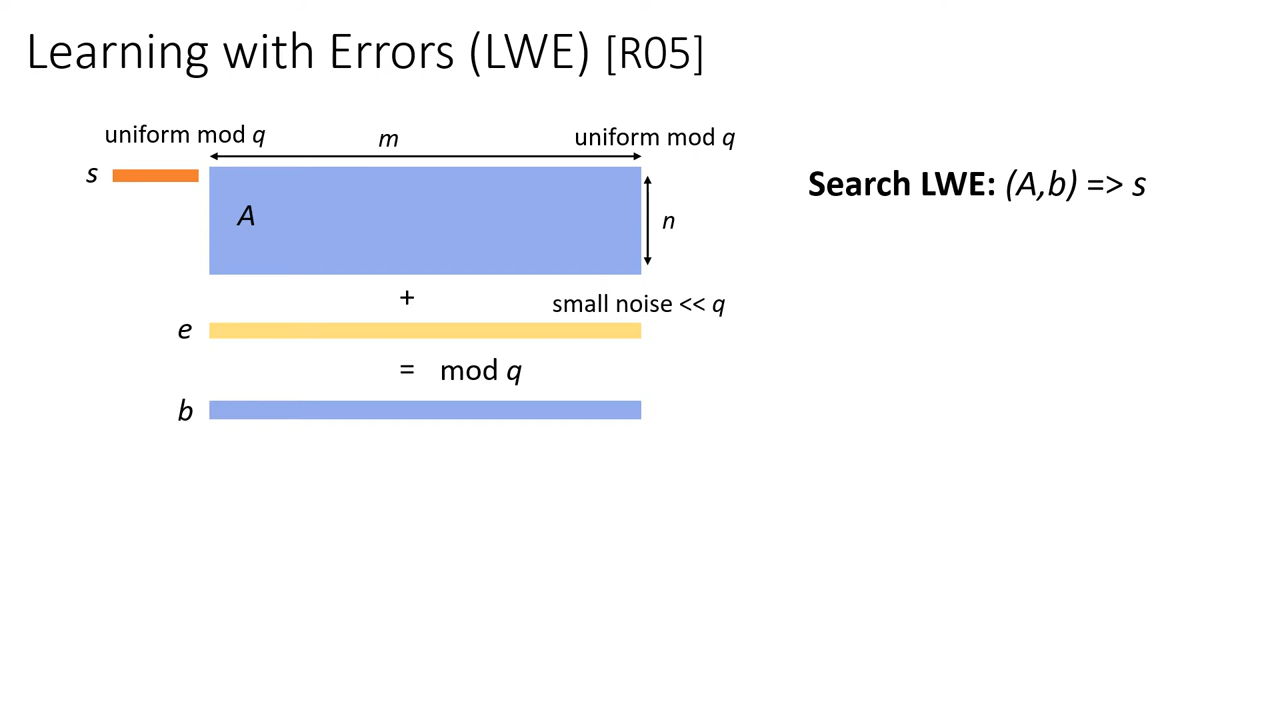 Learning with Errors (LWE) [R05]
uniform mod q
m
uniform mod q
s
A
n
Search LWE: (A,b) => s
+
small noise << q
e
= mod q
b